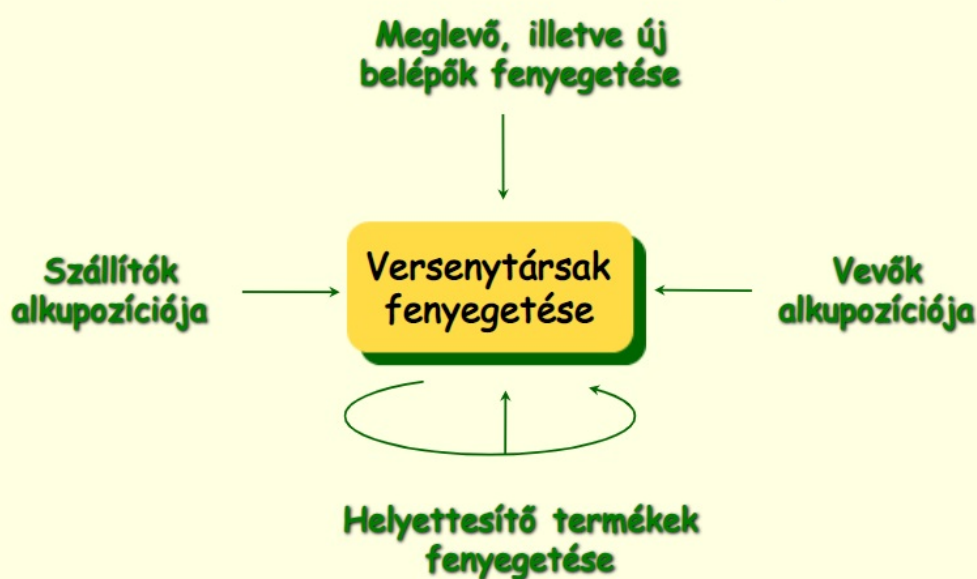 Meglevő, illetve új
belépők fenyegetése
Szállítók
alkupozíciója
Versenytársak
fenyegetése
Vevők
alkupozíciója
Helyettesítő termékek
fenyegetése